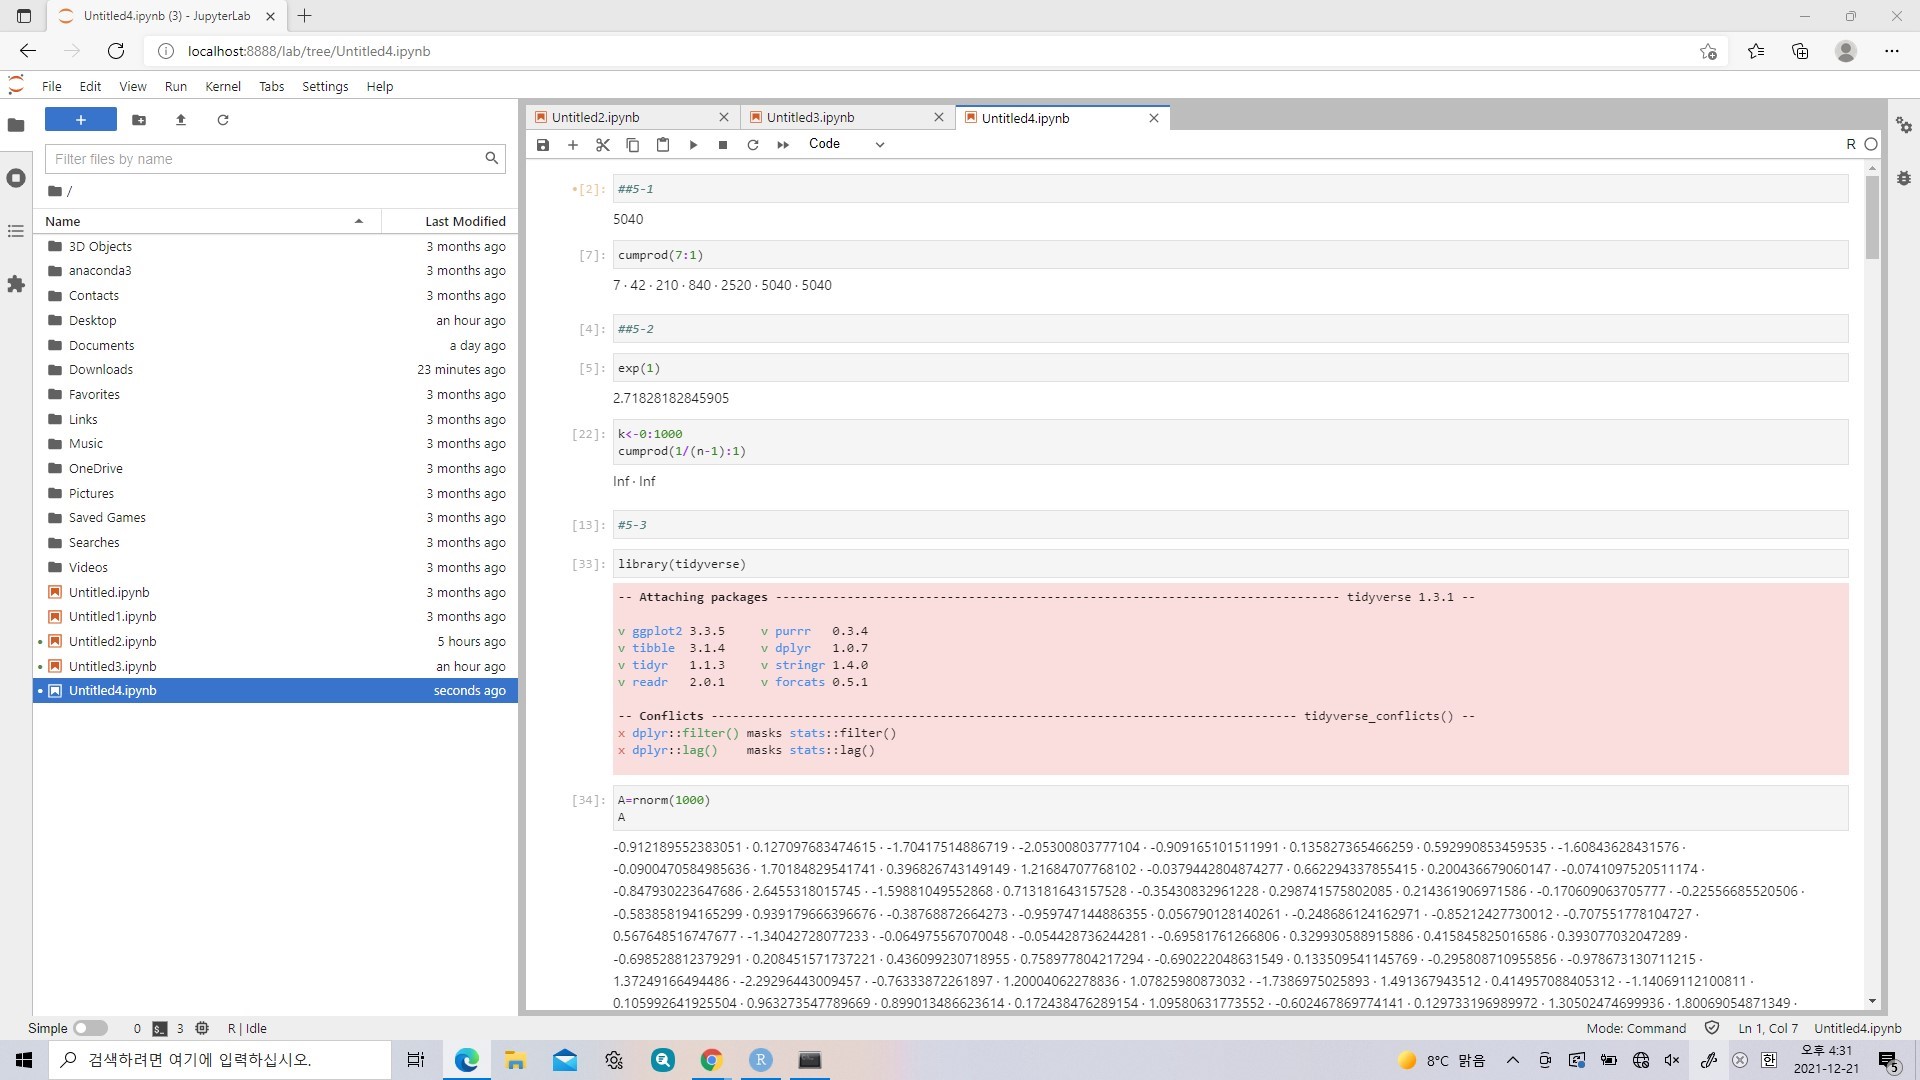 Untitled4.ipynb (3) - JupyterLab
localhost:8888/lab/tree/Untitled4.ipynb
File Edit View Run Kernel Tabs Settings Help
Untitled2.ipynb Untitled3.ipynb Untitled4.ipynb
Code
R
Filter files by name
/
Name Last Modified
3D Objects 3 months ago
anaconda3 3 months ago
Contacts 3 months ago
Desktop an hour ago
Documents a day ago
Downloads 23 minutes ago
Favorites 3 months ago
Links 3 months ago
Music 3 months ago
OneDrive 3 months ago
Pictures 3 months ago
Saved Games 3 months ago
Searches 3 months ago
Videos 3 months ago
Untitled.ipynb 3 months ago
Untitled1.ipynb 3 months ago
Untitled2.ipynb 5 hours ago
Untitled3.ipynb an hour ago
Untitled4.ipynb seconds ago
•[2]: ##5-1
5040
[7]: cumprod(7:1)
7 · 42 · 210 · 840 · 2520 · 5040 · 5040
[4]: ##5-2
[5]: exp(1)
2.71828182845905
[22]: k<-0:1000
cumprod(1/(n-1):1)
Inf · Inf
[13]: #5-3
[33]: library(tidyverse)
-- Attaching packages ------------------------------------------------------------------------------- tidyverse 1.3.1 --
v ggplot2 3.3.5     v purrr   0.3.4
v tibble  3.1.4     v dplyr   1.0.7
v tidyr   1.1.3     v stringr 1.4.0
v readr   2.0.1     v forcats 0.5.1
-- Conflicts ---------------------------------------------------------------------------------- tidyverse_conflicts() --
x dplyr::filter() masks stats::filter()
x dplyr::lag()    masks stats::lag()
[34]: A=rnorm(1000)
A
-0.912189552383051 · 0.127097683474615 · -1.70417514886719 · -2.05300803777104 · -0.909165101511991 · 0.135827365466259 · 0.592990853459535 · -1.60843628431576 ·
-0.0900470584985636 · 1.70184829541741 · 0.396826743149149 · 1.21684707768102 · -0.0379442804874277 · 0.662294337855415 · 0.200436679060147 · -0.0741097520511174 ·
-0.847930223647686 · 2.6455318015745 · -1.59881049552868 · 0.713181643157528 · -0.35430832961228 · 0.298741575802085 · 0.214361906971586 · -0.170609063705777 · -0.22556685520506 ·
-0.583858194165299 · 0.939179666396676 · -0.38768872664273 · -0.959747144886355 · 0.056790128140261 · -0.248686124162971 · -0.85212427730012 · -0.707551778104727 ·
0.567648516747677 · -1.34042728077233 · -0.064975567070048 · -0.054428736244281 · -0.69581761266806 · 0.329930588915886 · 0.415845825016586 · 0.393077032047289 ·
-0.698528812379291 · 0.208451571737221 · 0.436099230718955 · 0.758977804217294 · -0.690222048631549 · 0.133509541145769 · -0.295808710955856 · -0.978673130711215 ·
1.37249166494486 · -2.29296443009457 · -0.76333872261897 · 1.20004062278836 · 1.07825980873032 · -1.7386975025893 · 1.491367943512 · 0.414957088405312 · -1.14069112100811 ·
0.105992641925504 · 0.963273547789669 · 0.899013486623614 · 0.172438476289154 · 1.09580631773552 · -0.602467869774141 · 0.129733196989972 · 1.30502474699936 · 1.80069054871349 ·
Simple 0 3 R | Idle Mode: Command Ln 1, Col 7 Untitled4.ipynb
검색하려면 여기에 입력하십시오. R 8°C 맑음 한 오후 4:31
2021-12-21 5